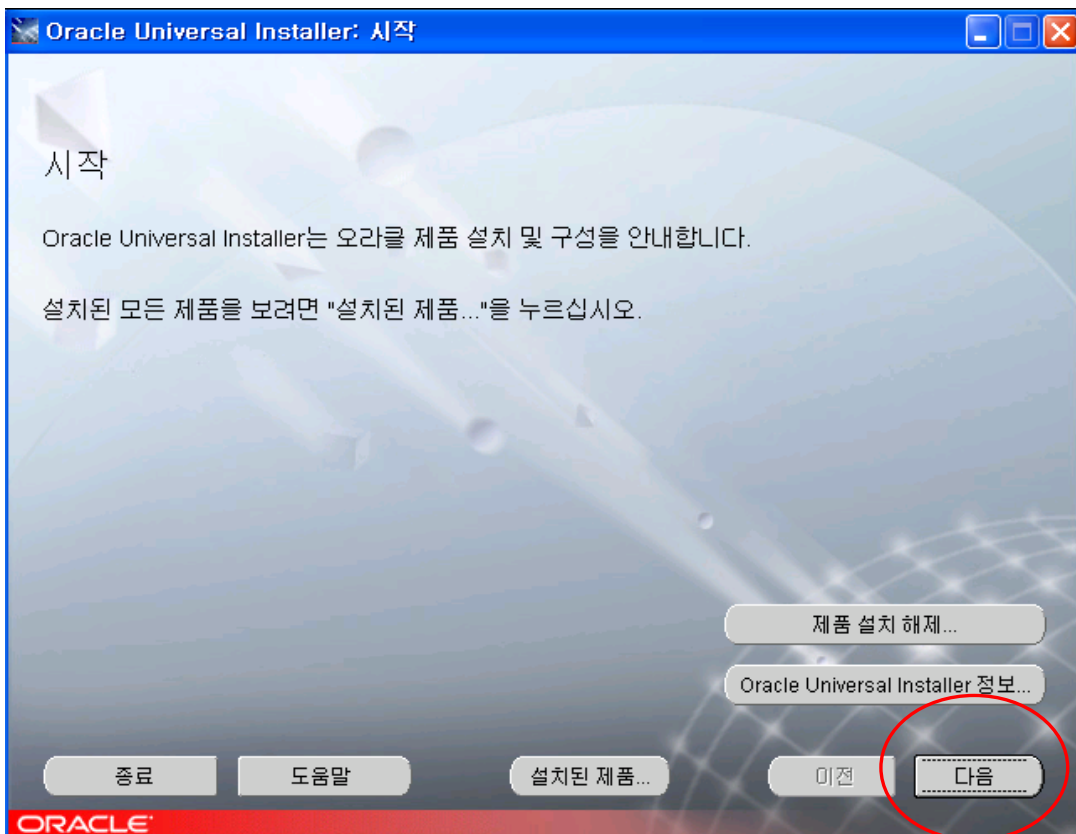 Oracle Universal Installer: 시작
시작
Oracle Universal Installer는 오라클 제품 설치 및 구성을 안내합니다.
설치된 모든 제품을 보려면 "설치된 제품..."을 누르십시오.
제품 설치 해제...
Oracle Universal Installer 정보...
종료 도움말 설치된 제품... 이전 다음
ORACLE